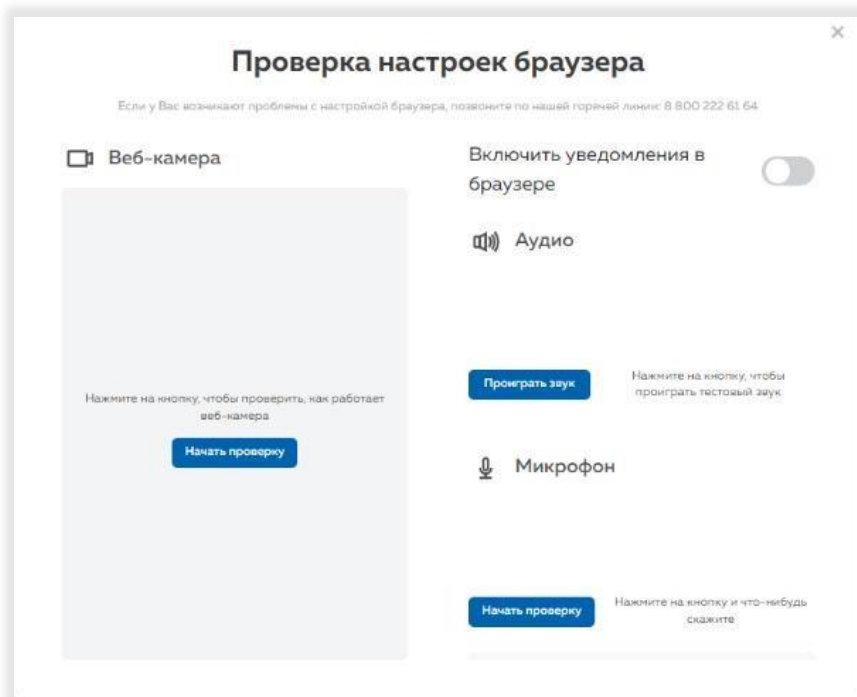 Проверка настроек браузера
Если у Вас возникают проблемы с настройкой браузера, позвоните по нашей горячей линии: 8 800 222 61 64
Веб-камера
Нажмите на кнопку, чтобы проверить, как работает
веб-камера
Начать проверку
Включить уведомления в
браузере
Аудио
Проиграть звук
Нажмите на кнопку, чтобы
проиграть тестовый звук
Микрофон
Начать проверку
Нажмите на кнопку и что-нибудь
скажите